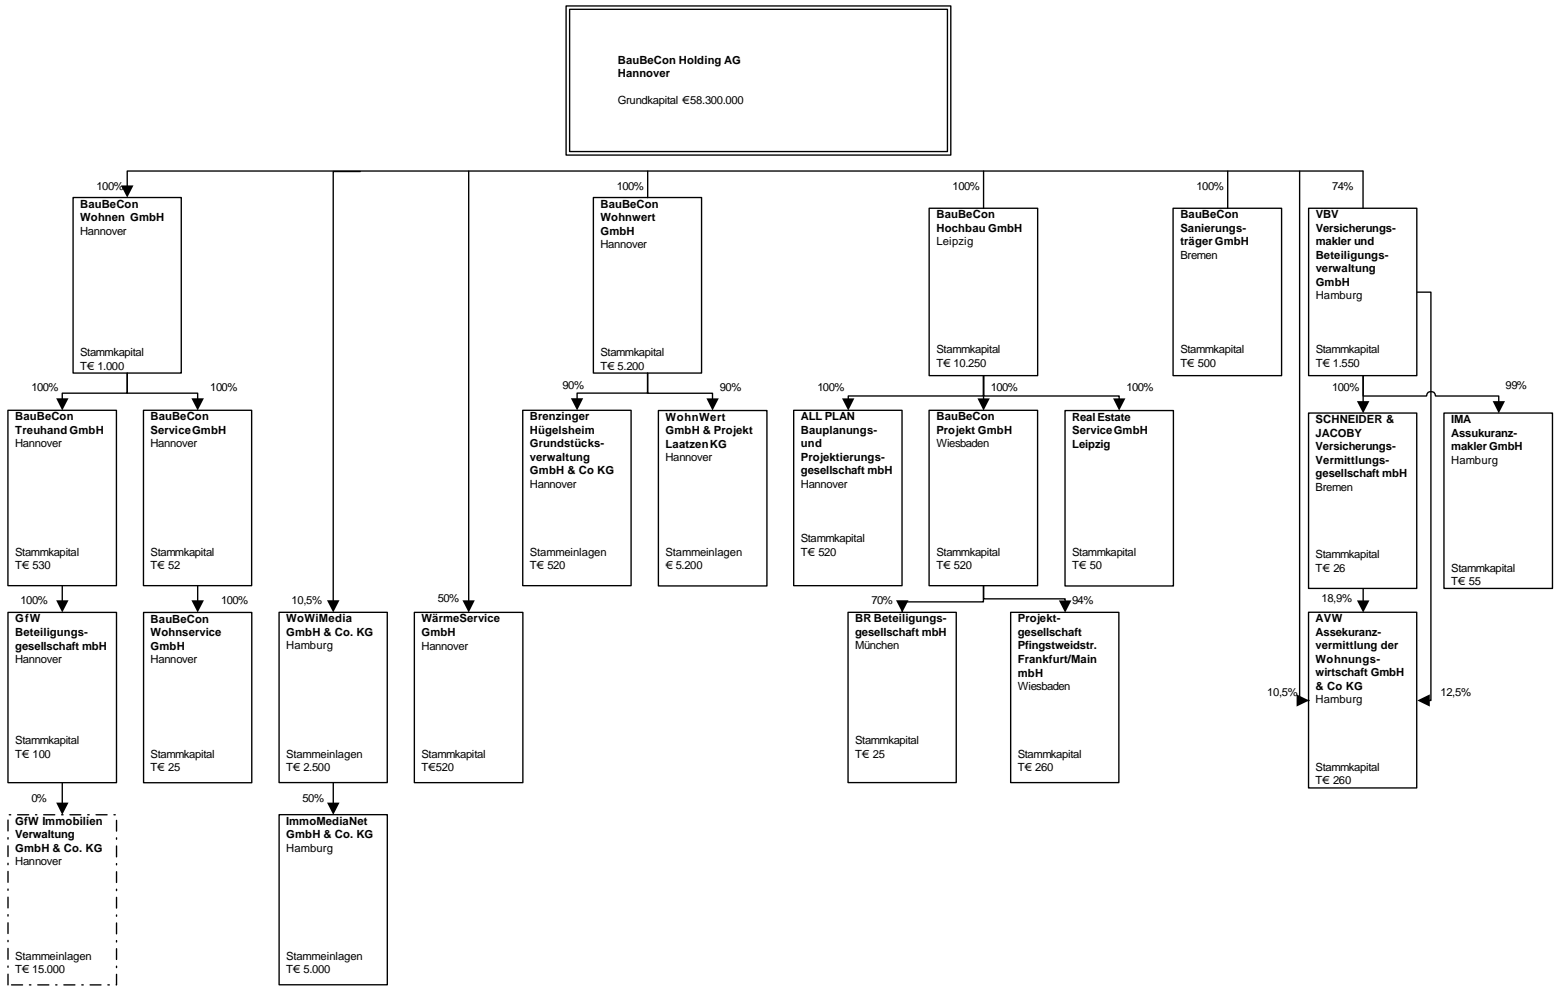 BauBeCon Holding AG
Hannover
Grundkapital €58.300.000
100%
BauBeCon
Wohnen GmbH
Hannover
Stammkapital
T€ 1.000
100%
BauBeCon
Wohnwert
GmbH
Hannover
Stammkapital
T€ 5.200
100%
BauBeCon
Hochbau GmbH
Leipzig
Stammkapital
T€ 10.250
100%
BauBeCon
Sanierungs-
träger GmbH
Bremen
Stammkapital
T€ 500
74%
VBV
Versicherungs-
makler und
Beteiligungs-
verwaltung
GmbH
Hamburg
Stammkapital
T€ 1.550
100%
BauBeCon
Treuhand GmbH
Hannover
Stammkapital
T€ 530
100%
BauBeCon
Service GmbH
Hannover
Stammkapital
T€ 52
90%
Brenzinger
Hügelsheim
Grundstücks-
verwaltung
GmbH & Co KG
Hannover
Stammeinlagen
T€ 520
90%
WohnWert
GmbH & Projekt
Laatzen KG
Hannover
Stammeinlagen
€ 5.200
100%
ALL PLAN
Bauplanungs-
und
Projektierungs-
gesellschaft mbH
Hannover
Stammkapital
T€ 520
100%
BauBeCon
Projekt GmbH
Wiesbaden
Stammkapital
T€ 520
100%
Real Estate
Service GmbH
Leipzig
Stammkapital
T€ 50
100%
SCHNEIDER &
JACOBY
Versicherungs-
Vermittlungs-
gesellschaft mbH
Bremen
Stammkapital
T€ 26
99%
IMA
Assukuranz-
makler GmbH
Hamburg
Stammkapital
T€ 55
100%
GfW
Beteiligungs-
gesellschaft mbH
Hannover
Stammkapital
T€ 100
100%
BauBeCon
Wohnservice
GmbH
Hannover
Stammkapital
T€ 25
10,5%
WoWiMedia
GmbH & Co. KG
Hamburg
Stammeinlagen
T€ 2.500
50%
WärmeService
GmbH
Hannover
Stammkapital
T€520
70%
BR Beteiligungs-
gesellschaft mbH
München
Stammkapital
T€ 25
94%
Projekt-
gesellschaft
Pfingstweidstr.
Frankfurt/Main
mbH
Wiesbaden
Stammkapital
T€ 260
18,9%
AVW
Assekuranz-
vermittlung der
Wohnungs-
wirtschaft GmbH
& Co KG
Hamburg
Stammkapital
T€ 260
10,5%
12,5%
0%
GfW Immobilien
Verwaltung
GmbH & Co. KG
Hannover
Stammeinlagen
T€ 15.000
50%
ImmoMediaNet
GmbH & Co. KG
Hamburg
Stammeinlagen
T€ 5.000